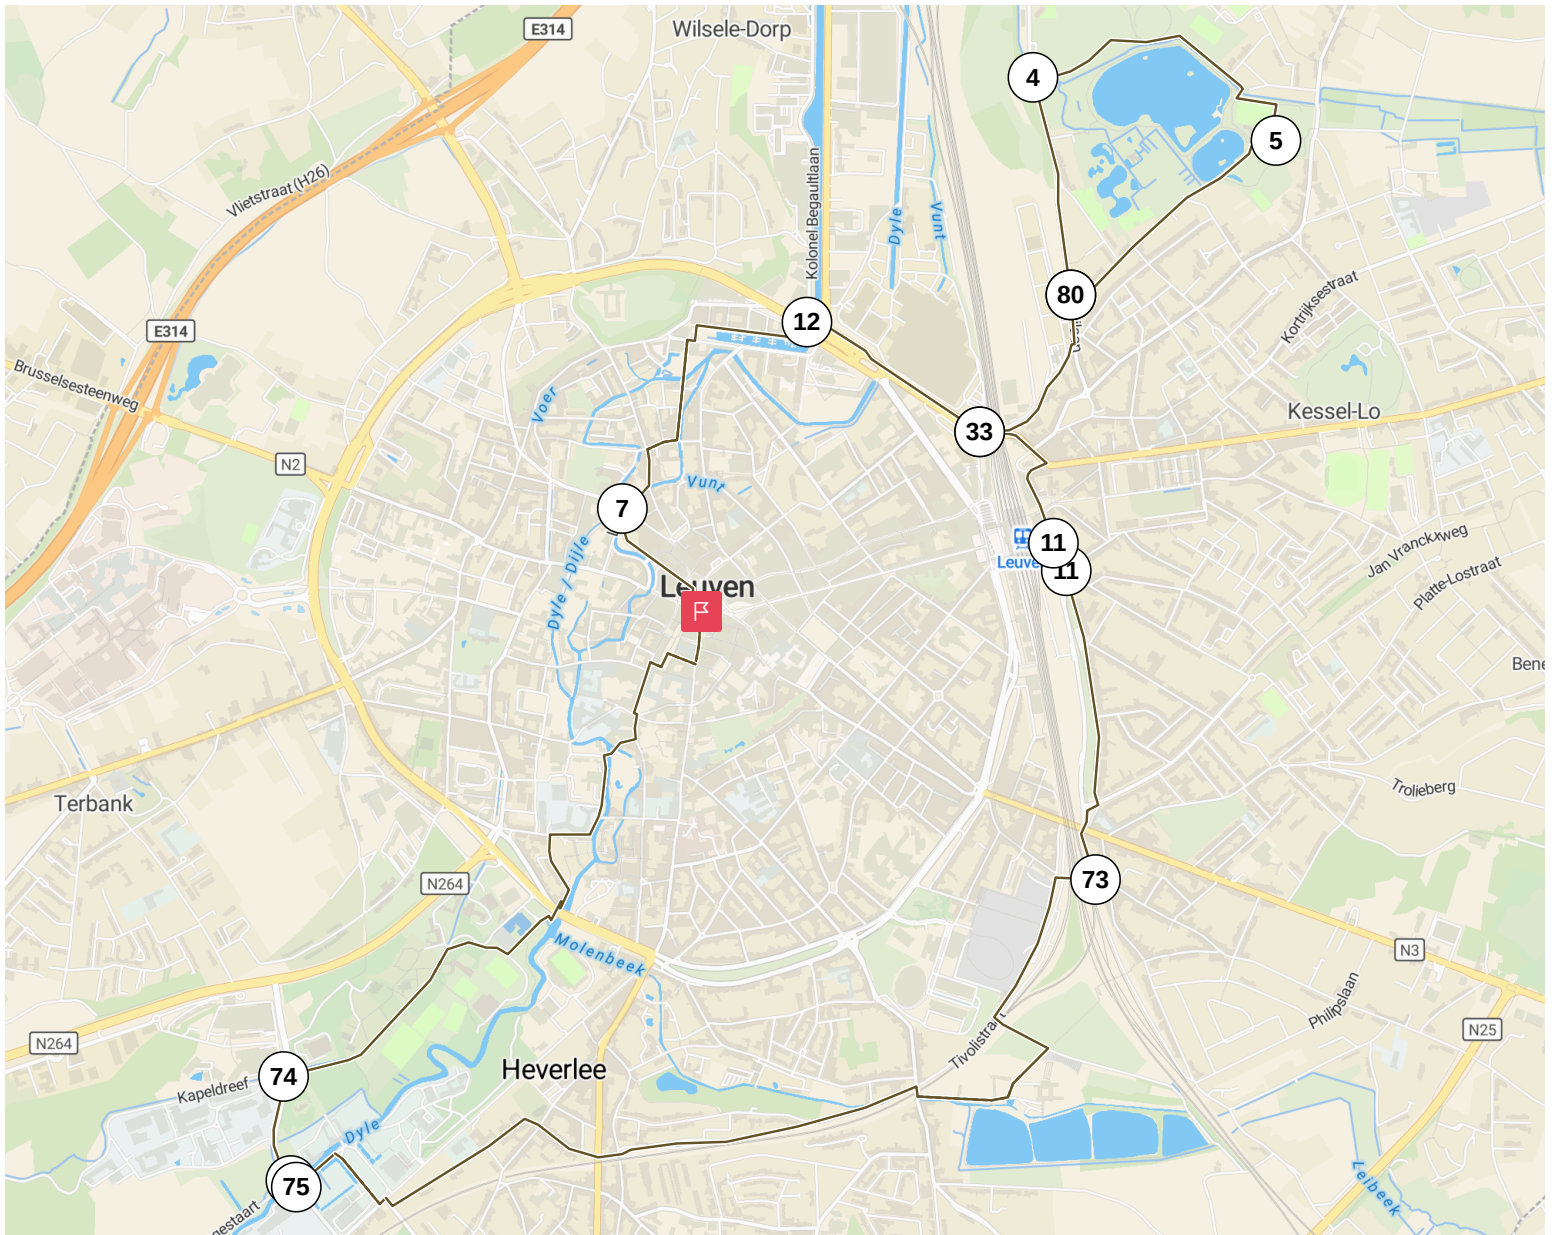 E314
Wilsele-Dorp
4
5
Vlietstraat (H26)
Kolonel Begaultlaan
Dyle
Vunt
80
Kortrijksestraat
12
E314
Brusselsesteenweg
Voer
Kessel-Lo
33
N2
Vunt
7
11
Jan Vranckxweg
Platte-Lostraat
Dyle / Dijle
Leuven
11
Bene
Trolieberg
Terbank
73
N264
Molenbeek
N3
Philipslaan
N25
N264
Tivolistraat
Heverlee
74
Kapeldreef
Dyle
75
Leibeek
gestaart